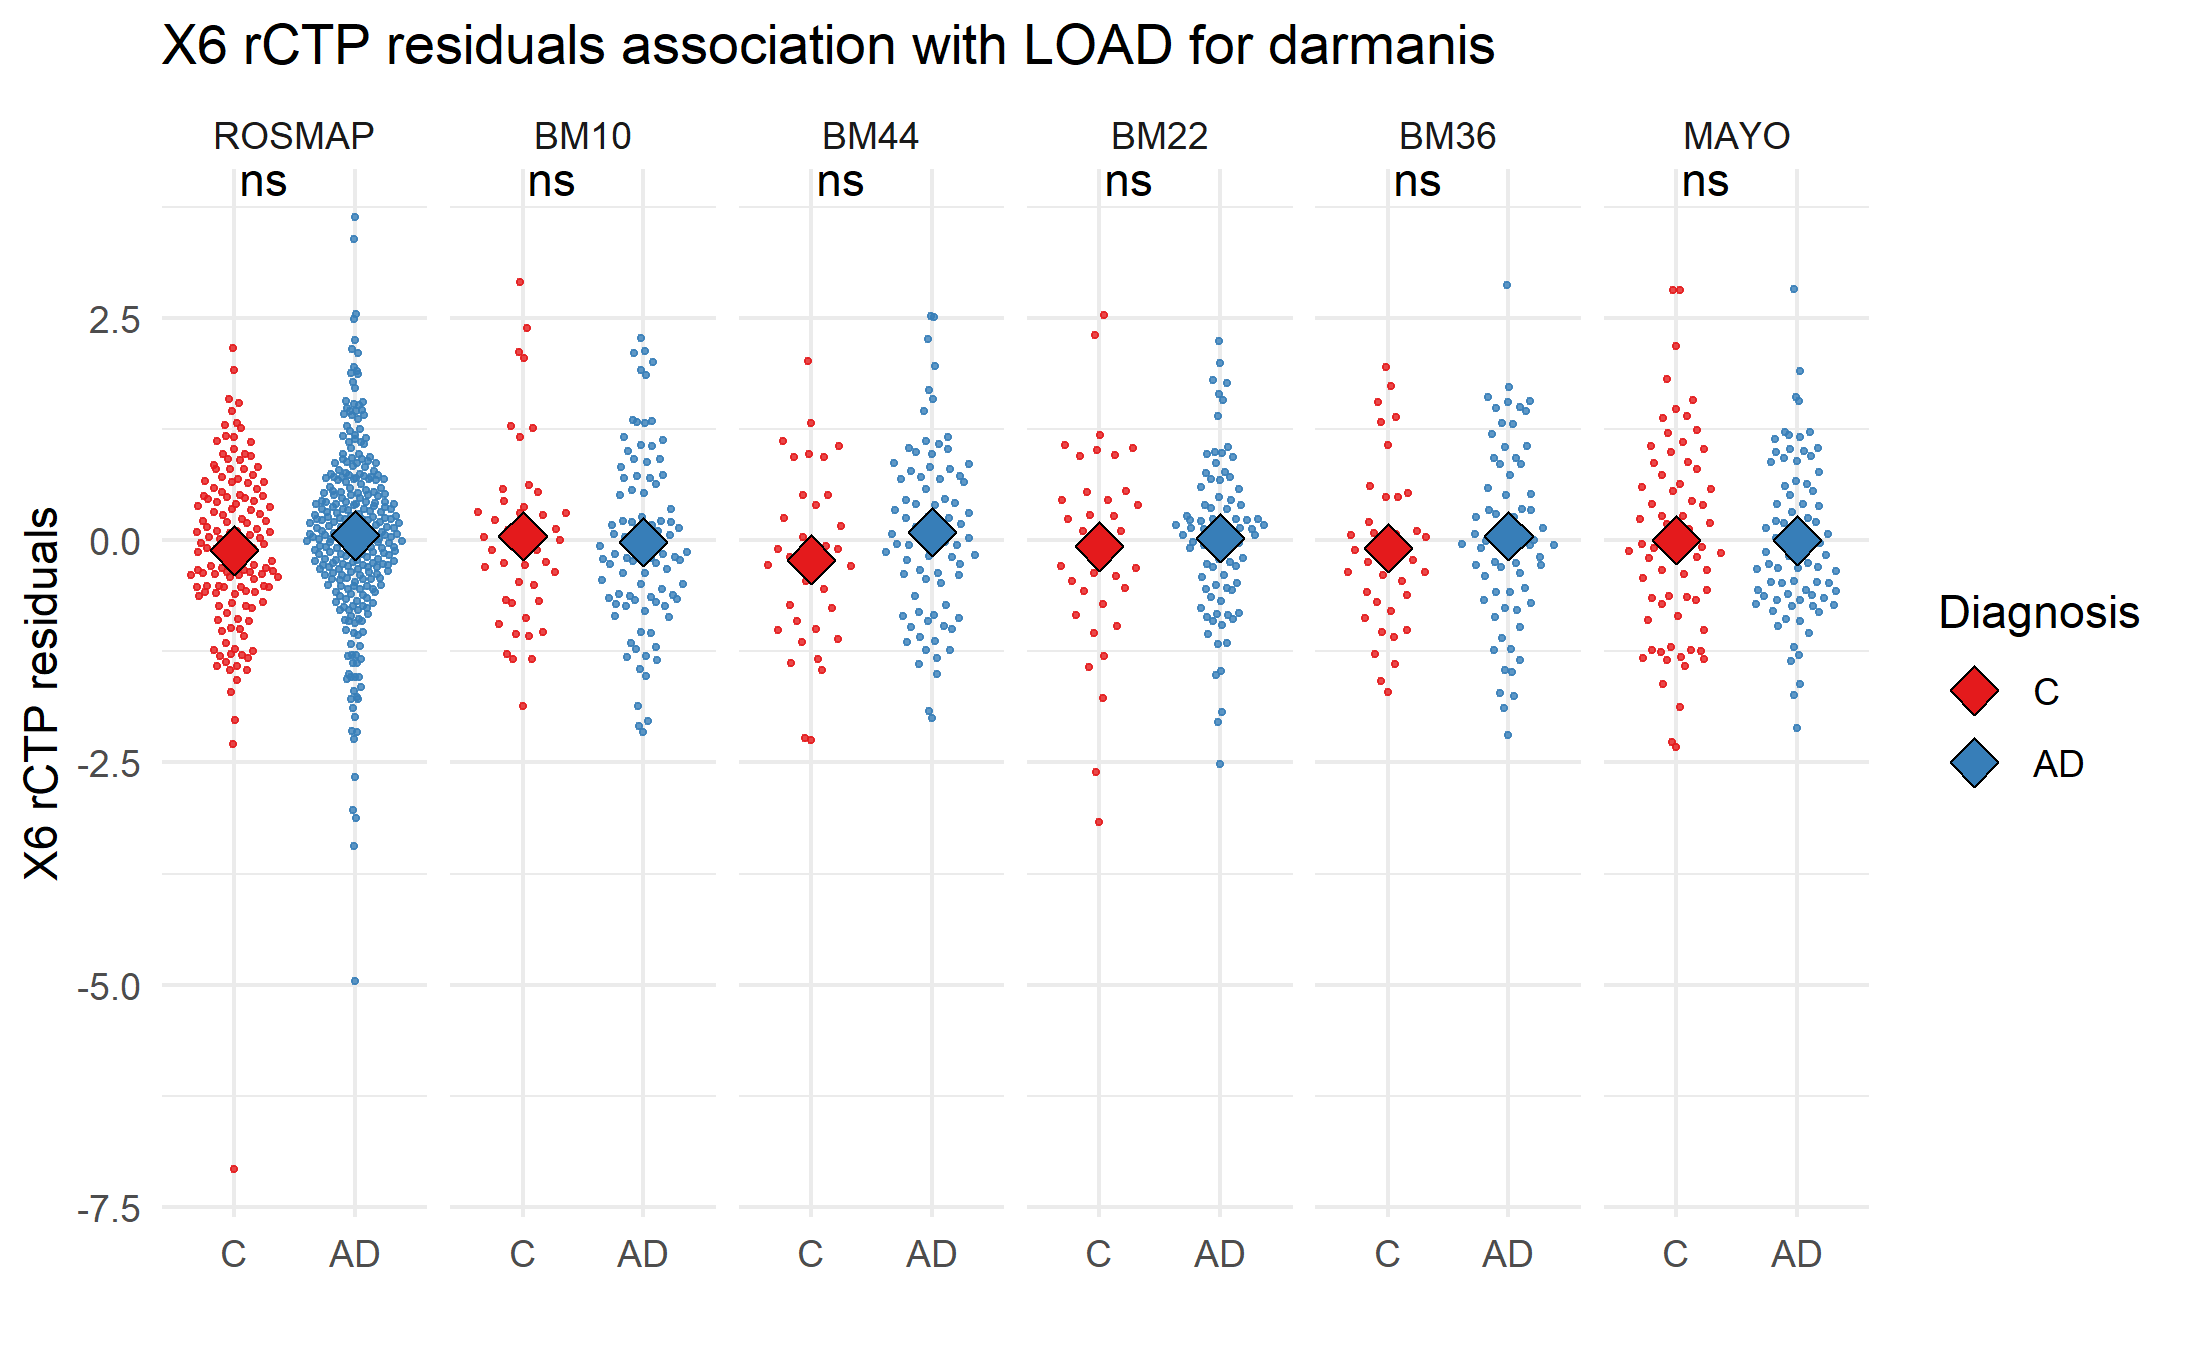 X6 rCTP residuals association with LOAD for darmanis
ROSMAP BM10 BM44 BM22 BM36 MAYO
ns ns ns ns ns ns
2.5
0.0
-2.5
-5.0
-7.5
X6 rCTP residuals
C AD C AD C AD C AD C AD C AD
Diagnosis
C
AD